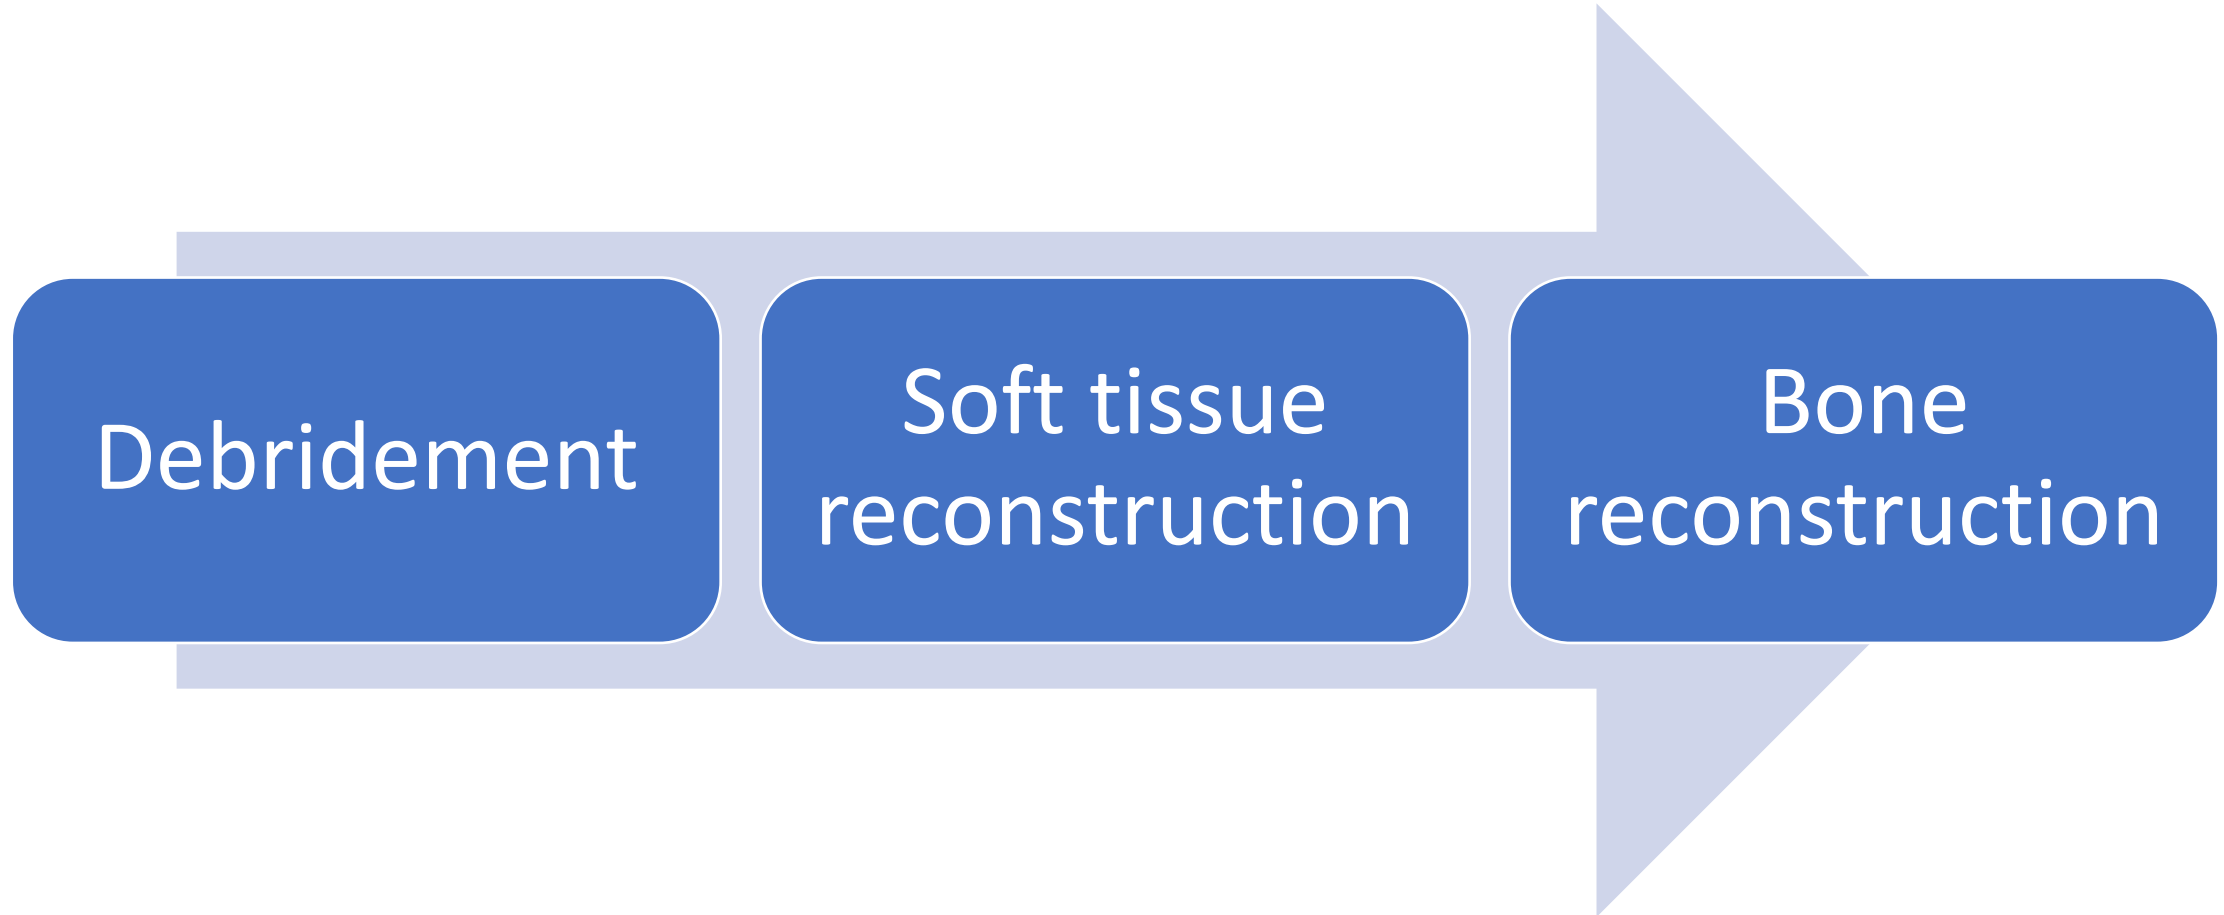 Debridement
Soft tissue
reconstruction
Bone
reconstruction